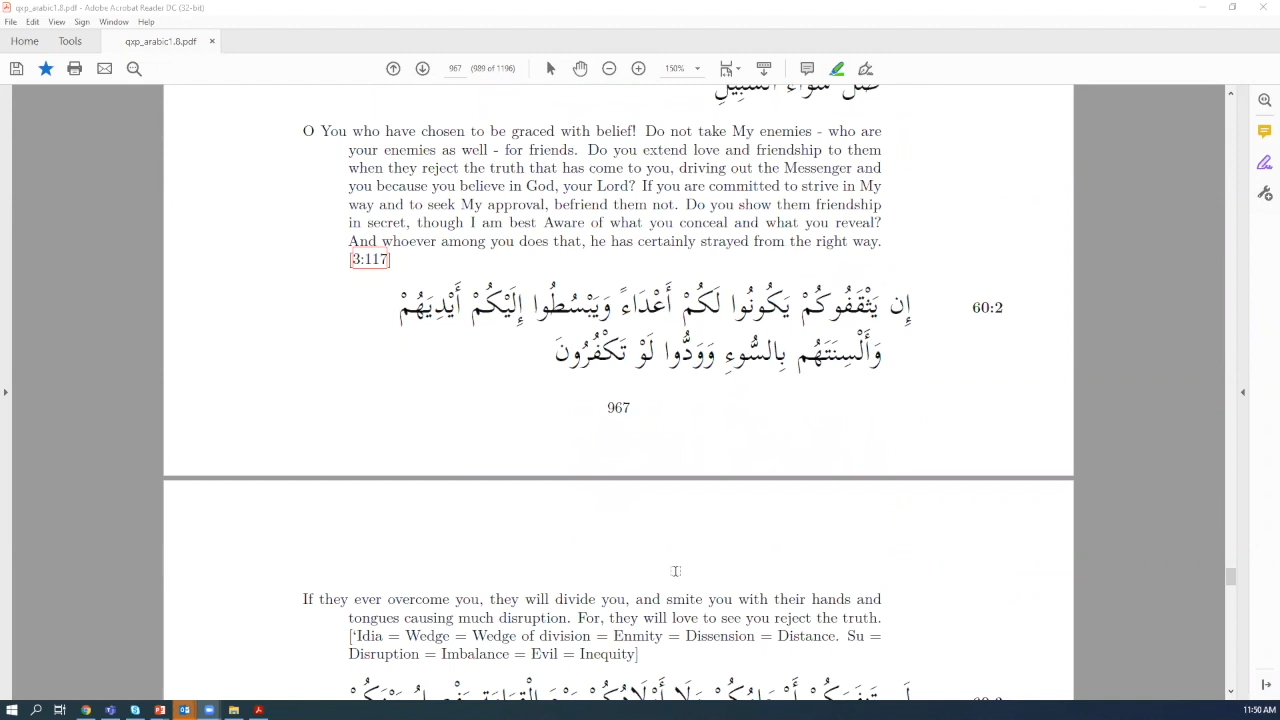 qxp_arabic1.8.pdf - Adobe Acrobat Reader DC (32-bit)
File Edit View Sign Window Help
Home Tools qxp_arabic1.8.pdf ×
967 (989 of 1196) 150%
ضَلَّ سَوَاءَ السَّبِيلِ
O You who have chosen to be graced with belief! Do not take My enemies - who are
your enemies as well - for friends. Do you extend love and friendship to them
when they reject the truth that has come to you, driving out the Messenger and
you because you believe in God, your Lord? If you are committed to strive in My
way and to seek My approval, befriend them not. Do you show them friendship
in secret, though I am best Aware of what you conceal and what you reveal?
And whoever among you does that, he has certainly strayed from the right way.
3:117
إِن يَثْقَفُوكُمْ يَكُونُوا لَكُمْ أَعْدَاءً وَيَبْسُطُوا إِلَيْكُمْ أَيْدِيَهُمْ 60:2
وَأَلْسِنَتَهُم بِالسُّوءِ وَوَدُّوا لَوْ تَكْفُرُونَ
967
If they ever overcome you, they will divide you, and smite you with their hands and
tongues causing much disruption. For, they will love to see you reject the truth.
[‘Idia = Wedge = Wedge of division = Enmity = Dissension = Distance. Su =
Disruption = Imbalance = Evil = Inequity]
11:50 AM